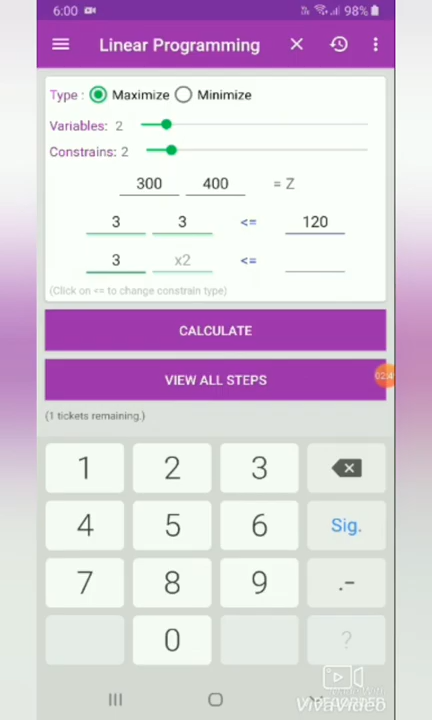 6:00 98%
Linear Programming
Type : Maximize Minimize
Variables: 2
Constrains: 2
300 400 = Z
3 3 <= 120
3 x2 <=
(Click on <= to change constrain type)
CALCULATE
VIEW ALL STEPS
(1 tickets remaining.)
1 2 3
4 5 6 Sig.
7 8 9 .-
0 ?
VivaVideo